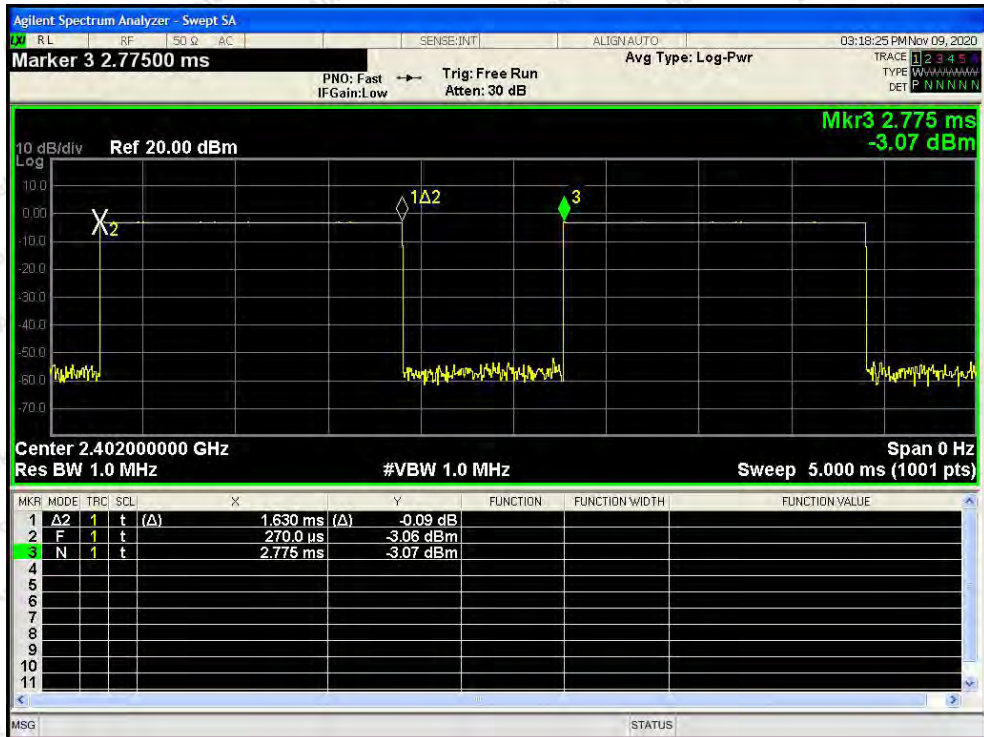 Agilent Spectrum Analyzer - Swept SA
LXI RL RF 50 Ω AC SENSE:INT ALIGNAUTO 03:18:25 PM Nov 09, 2020
Marker 3 2.77500 ms
PNO: Fast
IFGain:Low
Trig: Free Run
Atten: 30 dB
Avg Type: Log-Pwr
TRACE 1 2 3 4 5 6
TYPE WWWWWW
DET P N N N N N
Mkr3 2.775 ms
-3.07 dBm
10 dB/div Ref 20.00 dBm
Log
10.0
0.00
-10.0
-20.0
-30.0
-40.0
-50.0
-60.0
-70.0
X2
1Δ2
3
Center 2.402000000 GHz Span 0 Hz
Res BW 1.0 MHz #VBW 1.0 MHz Sweep 5.000 ms (1001 pts)
MKR MODE TRC SCL X Y FUNCTION FUNCTION WIDTH FUNCTION VALUE
1 Δ2 1 t (Δ) 1.630 ms (Δ) -0.09 dB
2 F 1 t 270.0 µs -3.06 dBm
3 N 1 t 2.775 ms -3.07 dBm
4
5
6
7
8
9
10
11
MSG STATUS